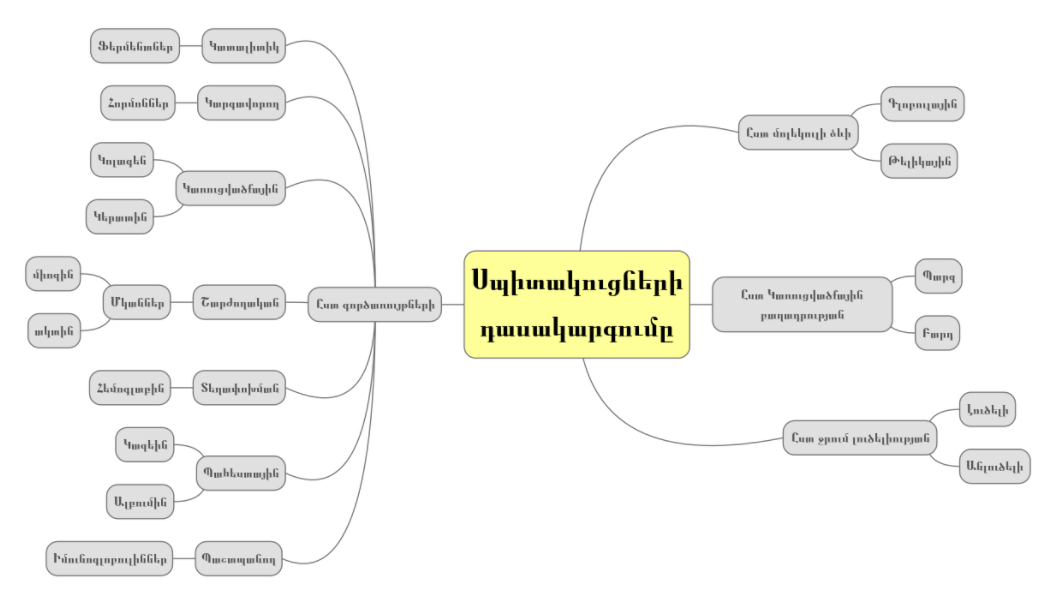 Սպիտակուցների
դասակարգումը
Ըստ մոլեկուլի ձևի
Գլոբուլային
Թելիկային
Ըստ Կառուցվածքային
բաղադրության
Պարզ
Բարդ
Ըստ ջրում լուծելիության
Լուծելի
Անլուծելի
Ըստ գործառույթների
Կատալիտիկ
Ֆերմենտներ
Կարգավորող
Հորմոններ
Կառուցվածքային
Կոլագեն
Կերատին
Շարժողական
Մկաններ
միոզին
ակտին
Տեղափոխման
Հեմոգլոբին
Պահեստային
Կազեին
Ալբումին
Պաշտպանող
Իմունոգլոբուլիններ